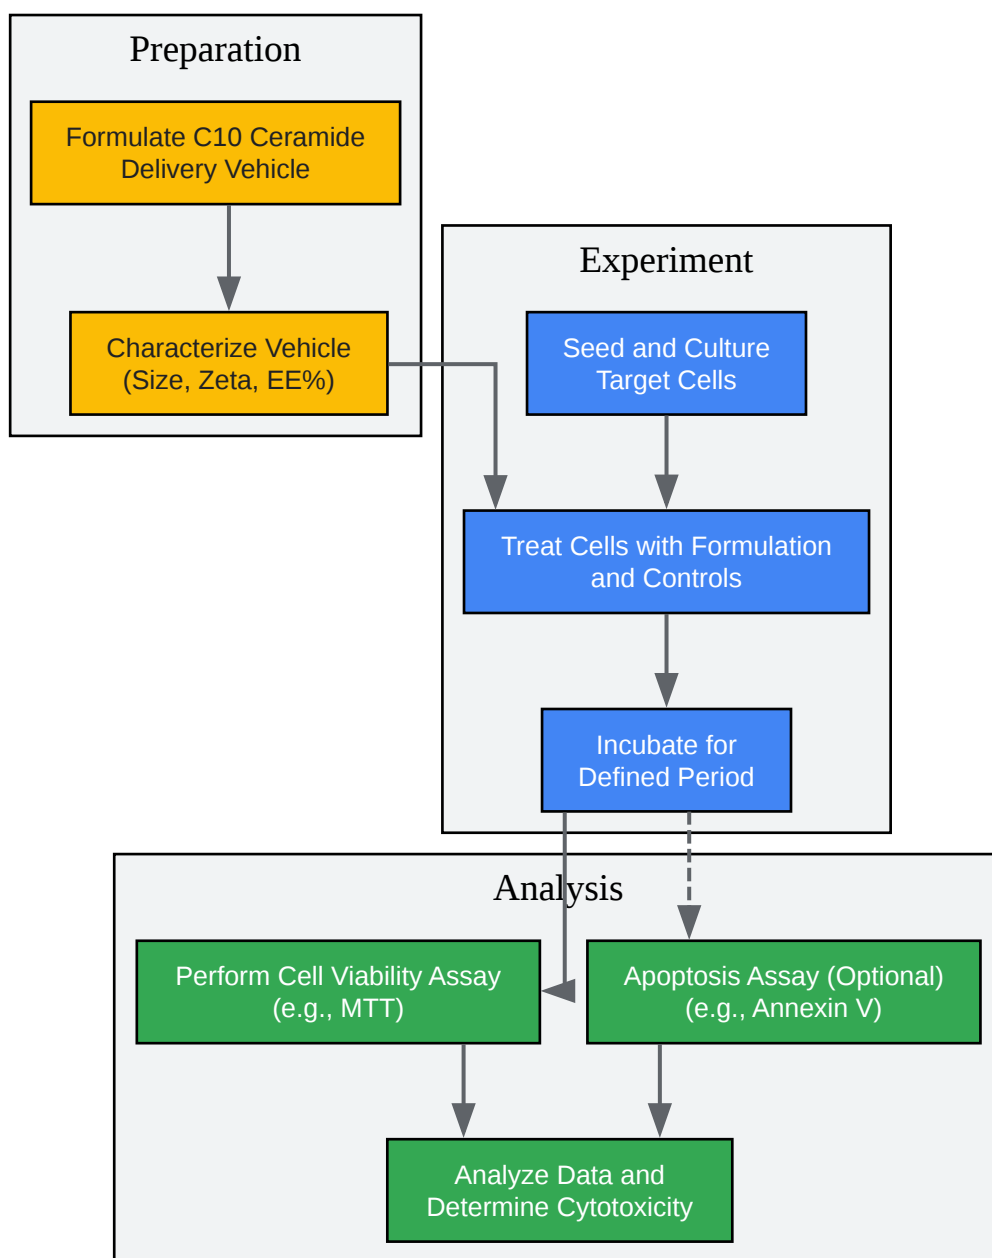 Preparation
Formulate C10 Ceramide
Delivery Vehicle
Characterize Vehicle
(Size, Zeta, EE%)
Experiment
Seed and Culture
Target Cells
Treat Cells with Formulation
and Controls
Incubate for
Defined Period
Analysis
Perform Cell Viability Assay
(e.g., MTT)
Apoptosis Assay (Optional)
(e.g., Annexin V)
Analyze Data and
Determine Cytotoxicity